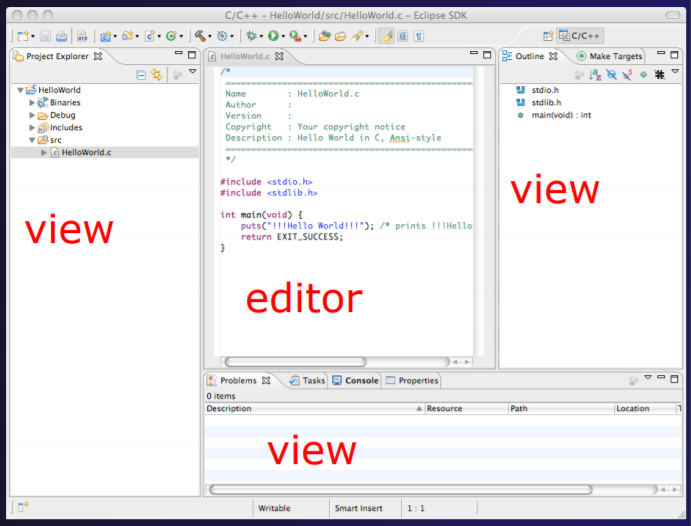 C/C++ - HelloWorld/src/HelloWorld.c - Eclipse SDK
C/C++
Project Explorer
HelloWorld
Binaries
Debug
Includes
src
HelloWorld.c
view
HelloWorld.c
/*
============================================
Name : HelloWorld.c
Author :
Version :
Copyright : Your copyright notice
Description : Hello World in C, Ansi-style
============================================
*/
#include <stdio.h>
#include <stdlib.h>
int main(void) {
puts("!!!Hello World!!!"); /* prints !!!Hello
return EXIT_SUCCESS;
}
editor
Outline Make Targets
stdio.h
stdlib.h
main(void) : int
view
Problems Tasks Console Properties
0 items
Description Resource Path Location T
view
Writable Smart Insert 1 : 1